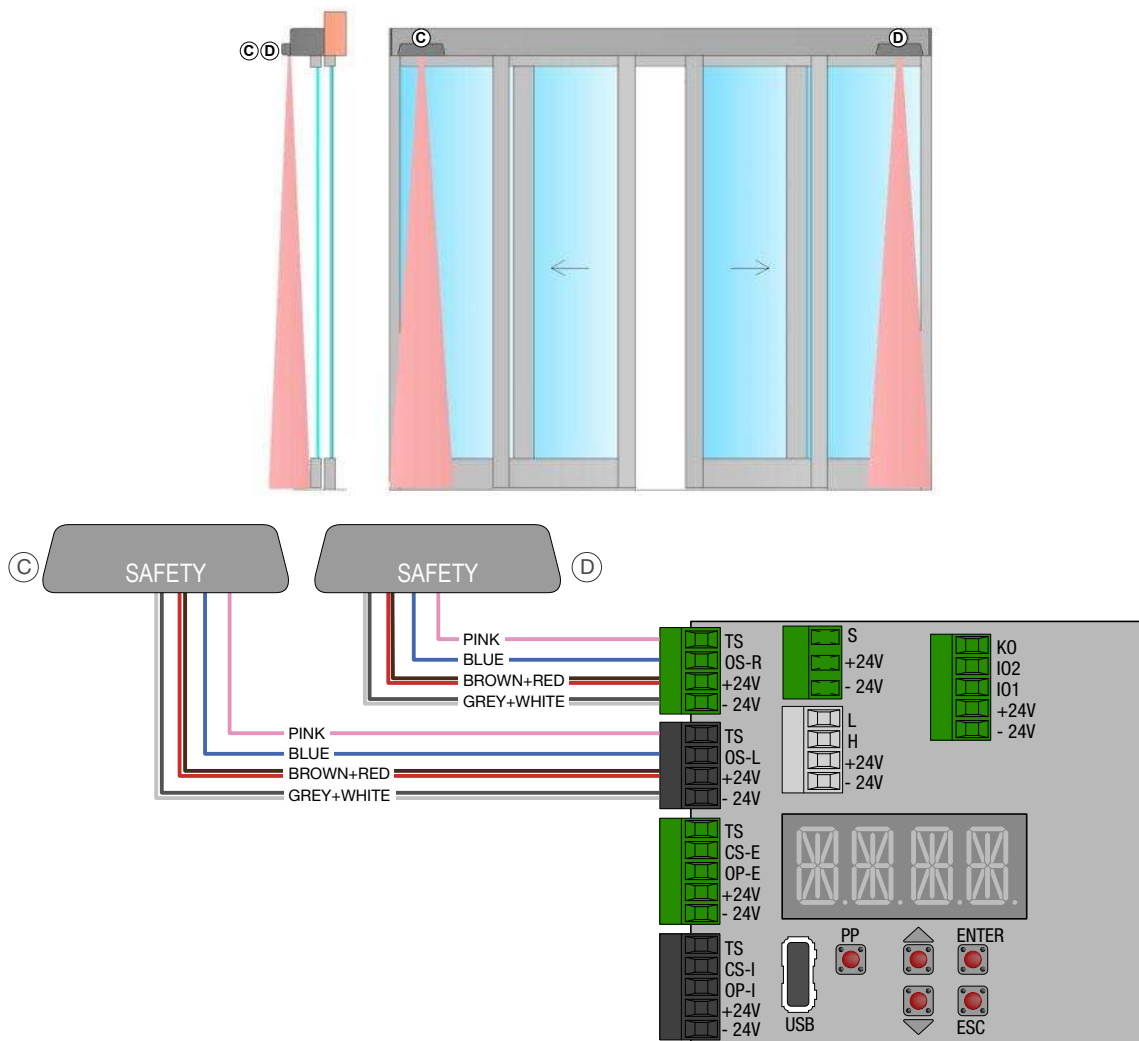 C D
C
D
C
SAFETY
SAFETY
D
PINK
BLUE
BROWN+RED
GREY+WHITE
PINK
BLUE
BROWN+RED
GREY+WHITE
TS
OS-R
+24V
- 24V
TS
OS-L
+24V
- 24V
TS
CS-E
OP-E
+24V
- 24V
TS
CS-I
OP-I
+24V
- 24V
S
+24V
- 24V
L
H
+24V
- 24V
KO
IO2
IO1
+24V
- 24V
USB
PP
ENTER
ESC